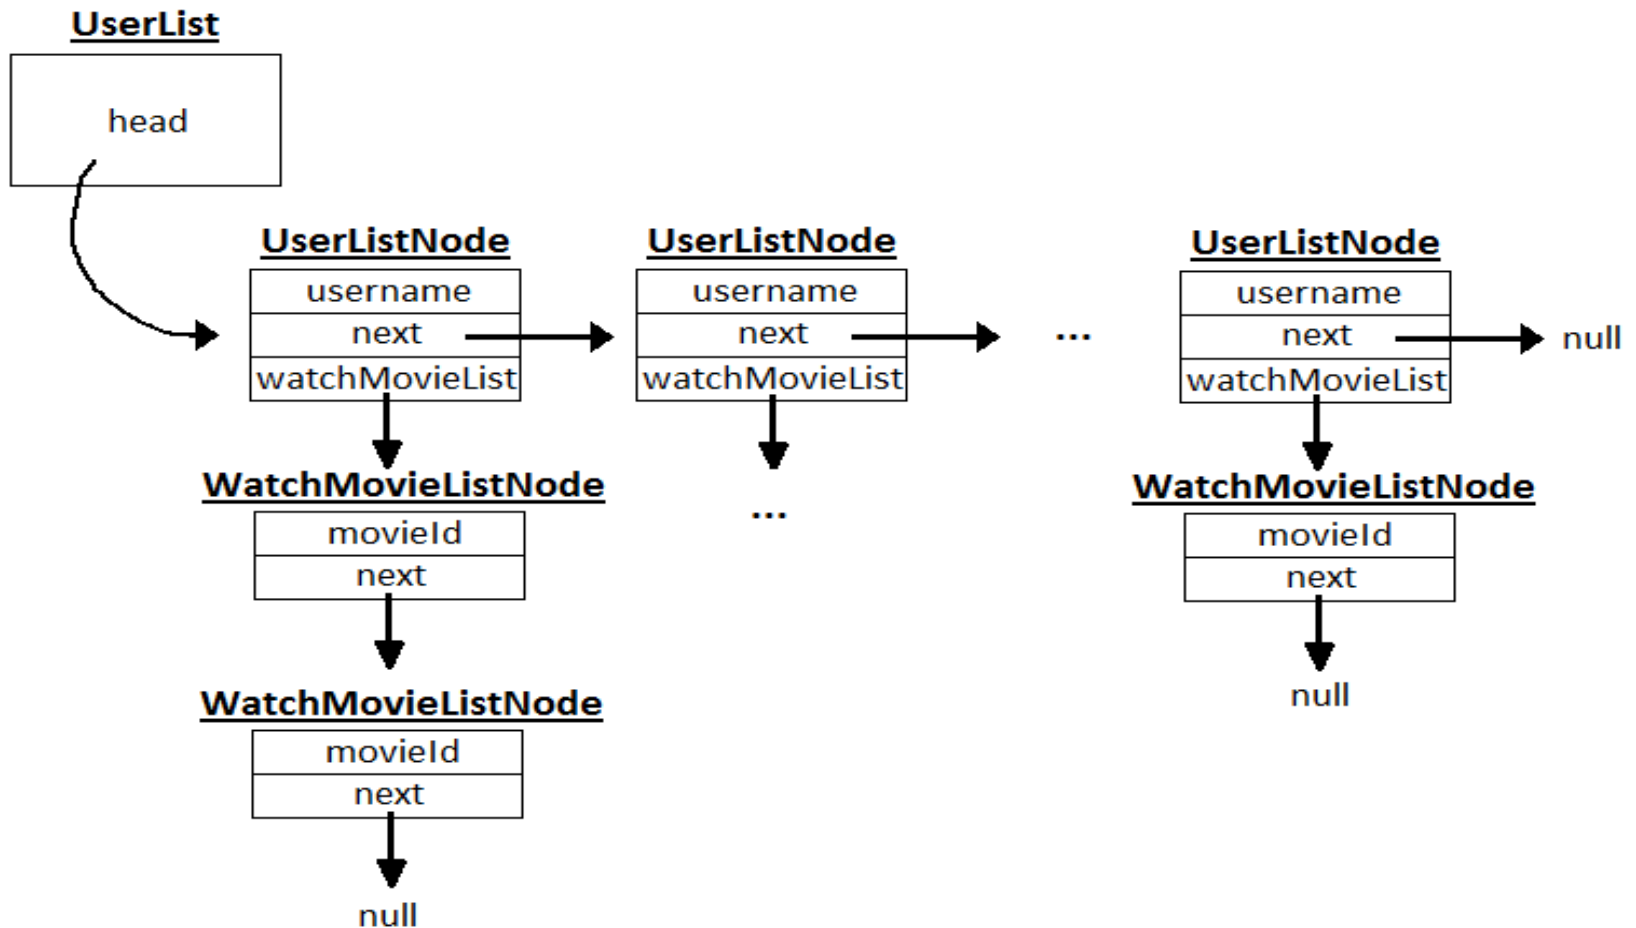 UserList
head
UserListNode
username
next
watchMovieList
UserListNode
username
next
watchMovieList
...
UserListNode
username
next
watchMovieList
null
WatchMovieListNode
movieId
next
...
WatchMovieListNode
movieId
next
null
WatchMovieListNode
movieId
next
null